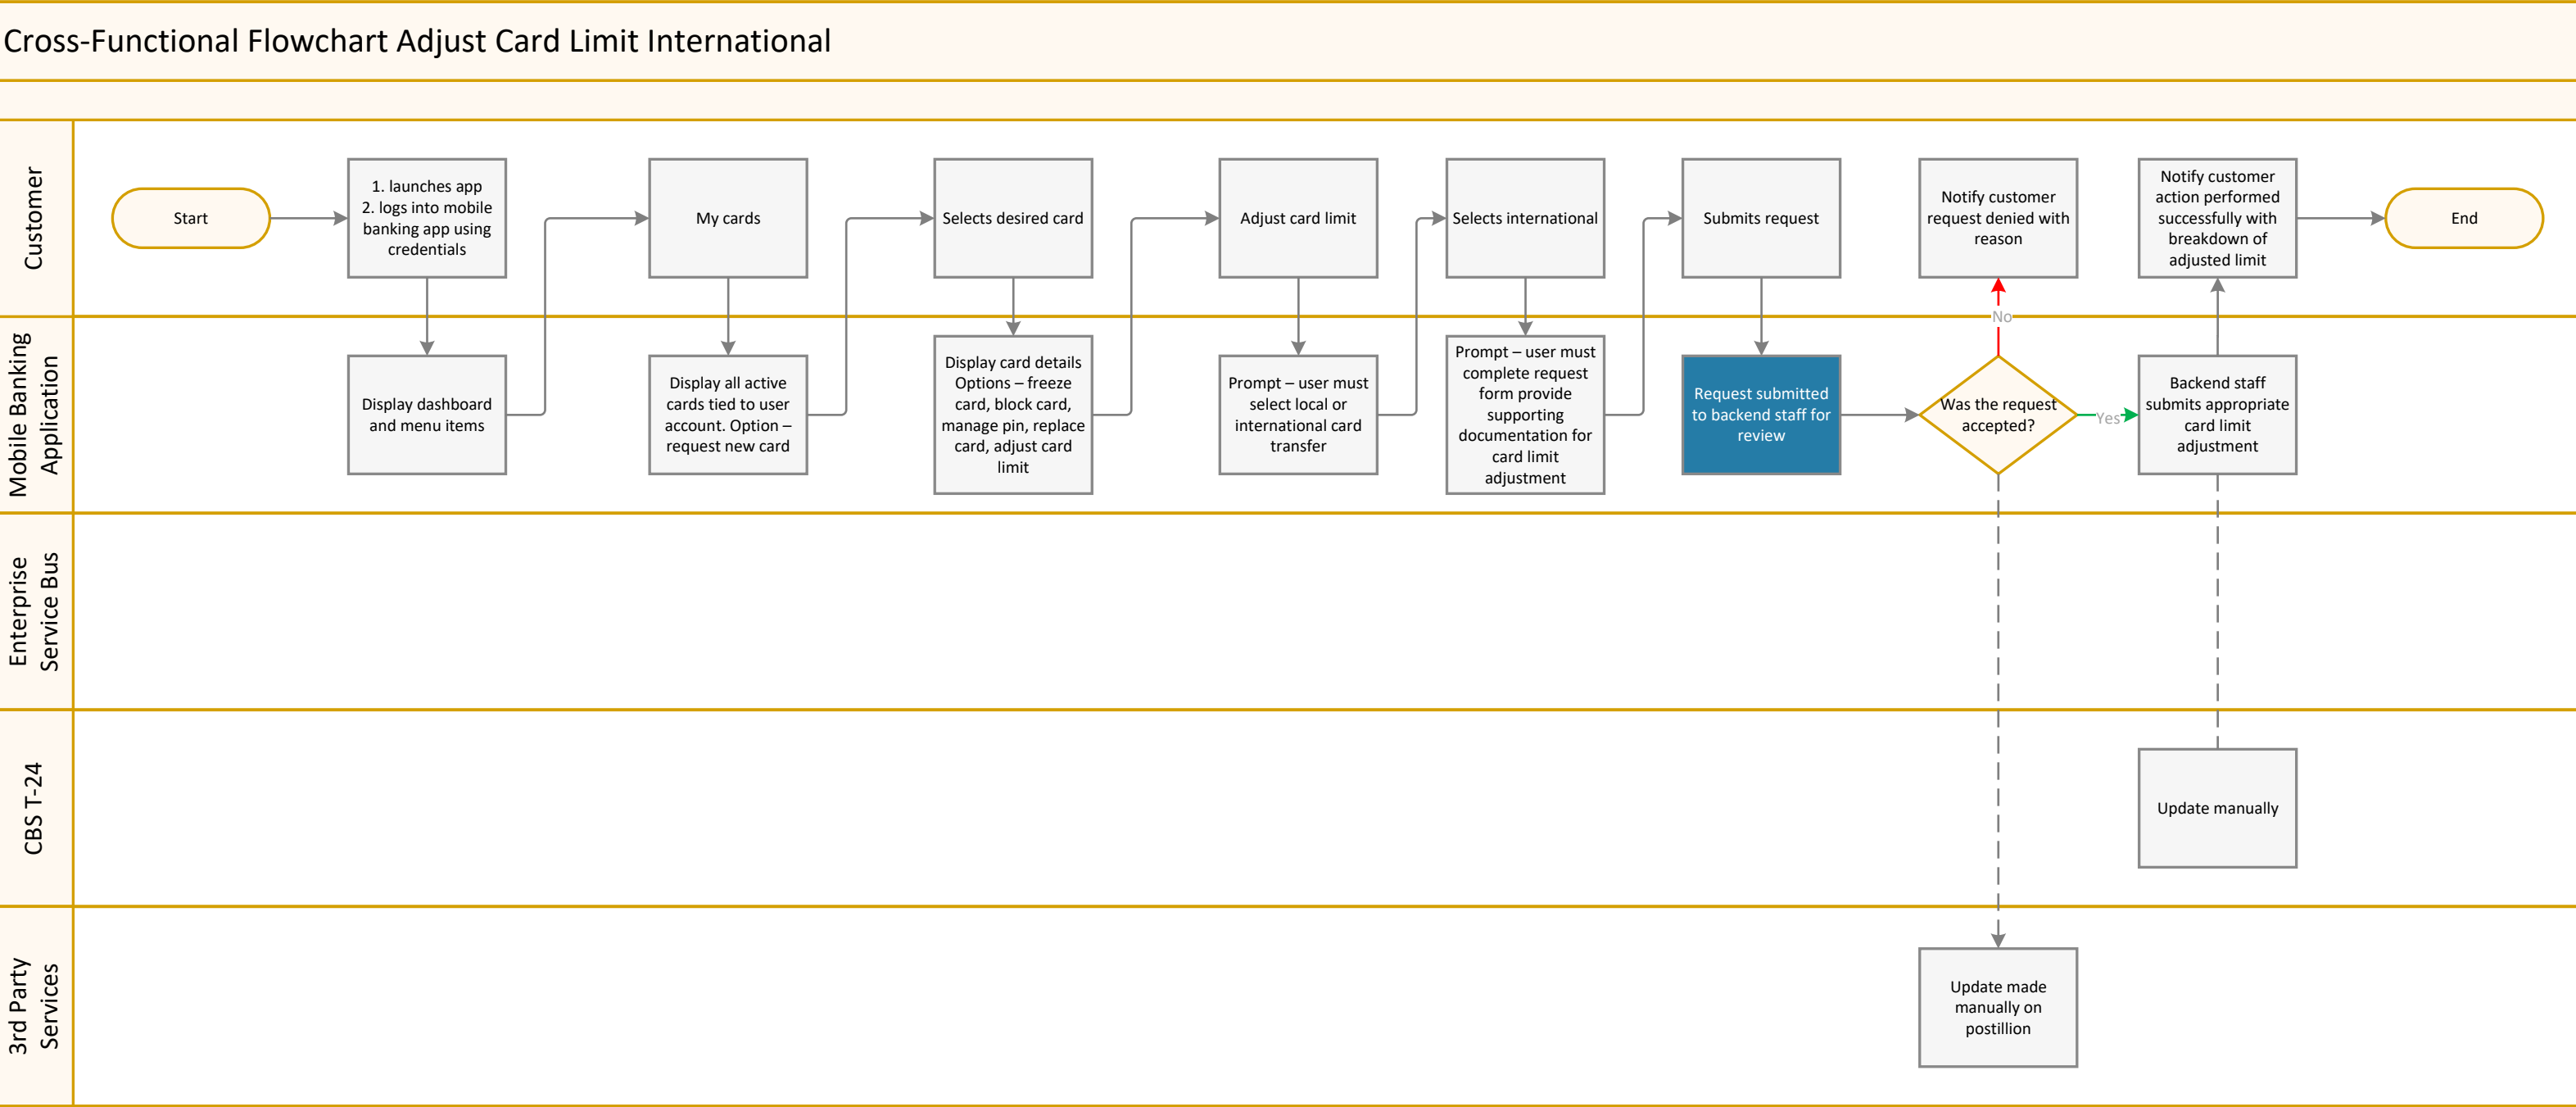 Cross-Functional Flowchart Adjust Card Limit International
Customer
Start
1. launches app
2. logs into mobile
banking app using
credentials
My cards
Selects desired card
Adjust card limit
Selects international
Submits request
Notify customer
request denied with
reason
Notify customer
action performed
successfully with
breakdown of
adjusted limit
End
No
Mobile Banking
Application
Display dashboard
and menu items
Display all active
cards tied to user
account. Option –
request new card
Display card details
Options – freeze
card, block card,
manage pin, replace
card, adjust card
limit
Prompt – user must
select local or
international card
transfer
Prompt – user must
complete request
form provide
supporting
documentation for
card limit
adjustment
Request submitted
to backend staff for
review
Was the request
accepted?
Yes
Backend staff
submits appropriate
card limit
adjustment
Enterprise
Service Bus
CBS T-24
Update manually
3rd Party
Services
Update made
manually on
postillion